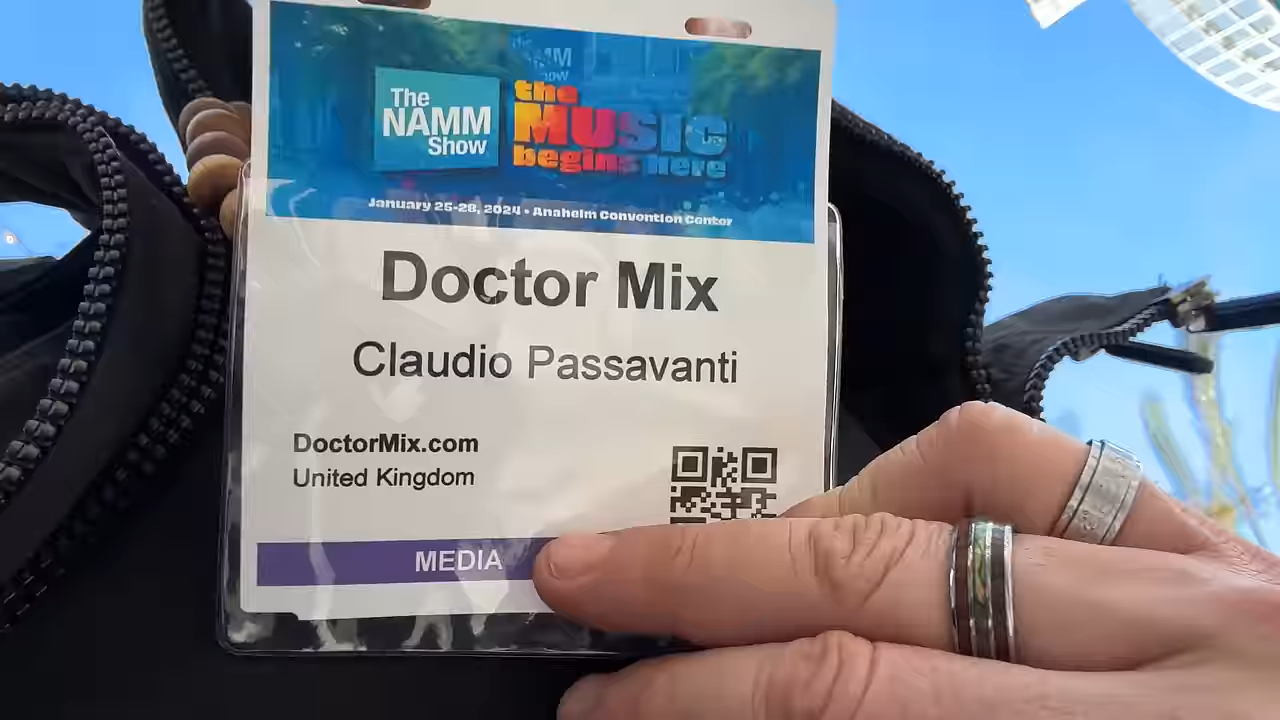 The
NAMM
Show
the
MUSIC
begins here
January 25-28, 2024 • Anaheim Convention Center
Doctor Mix
Claudio Passavanti
DoctorMix.com
United Kingdom
MEDIA